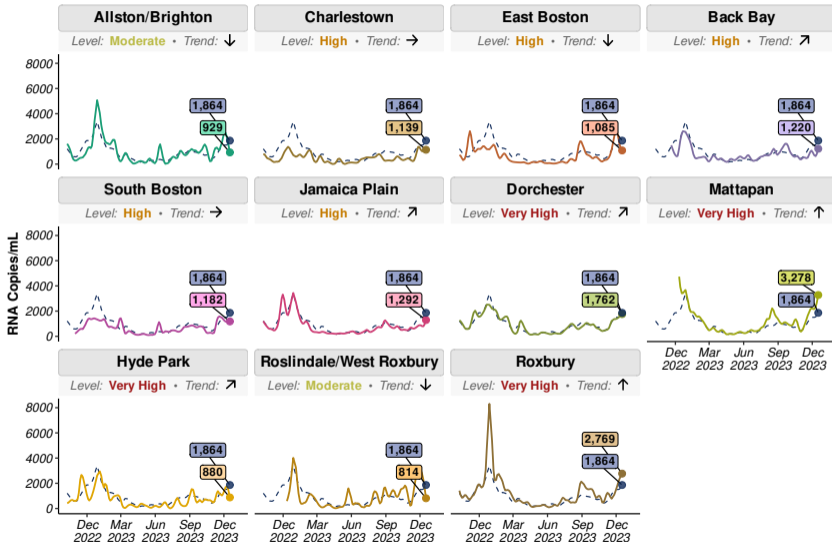 Allston/Brighton
Charlestown
East Boston
Back Bay
Level: Moderate • Trend: ↓
Level: High • Trend: →
Level: High • Trend: ↓
Level: High • Trend: ↗
8000
6000
4000
2000
0
1,864
929
1,864
1,139
1,864
1,085
1,864
1,220
South Boston
Jamaica Plain
Dorchester
Mattapan
Level: High • Trend: →
Level: High • Trend: ↗
Level: Very High • Trend: ↗
Level: Very High • Trend: ↑
RNA Copies/mL
8000
6000
4000
2000
0
1,864
1,182
1,864
1,292
1,864
1,762
3,278
1,864
Dec 2022
Mar 2023
Jun 2023
Sep 2023
Dec 2023
Hyde Park
Roslindale/West Roxbury
Roxbury
Level: Very High • Trend: ↗
Level: Moderate • Trend: ↓
Level: Very High • Trend: ↑
8000
6000
4000
2000
0
1,864
880
1,864
814
2,769
1,864
Dec 2022
Mar 2023
Jun 2023
Sep 2023
Dec 2023
Dec 2022
Mar 2023
Jun 2023
Sep 2023
Dec 2023
Dec 2022
Mar 2023
Jun 2023
Sep 2023
Dec 2023